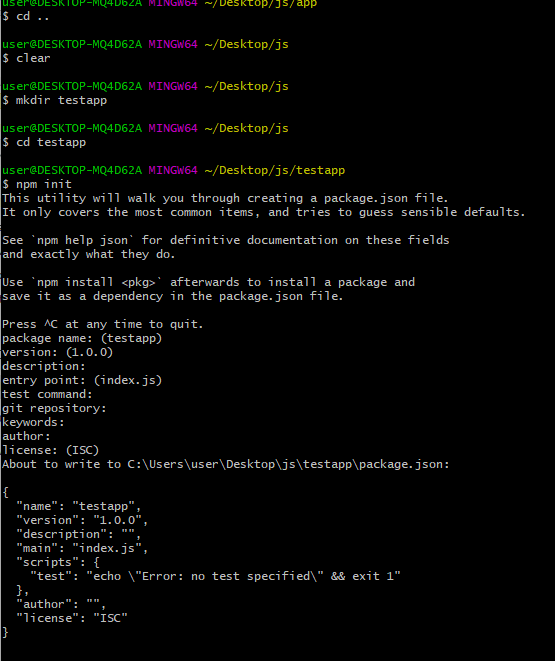 user@DESKTOP-MQ4D62A MINGW64 ~/Desktop/js/app
$ cd ..
user@DESKTOP-MQ4D62A MINGW64 ~/Desktop/js
$ clear
user@DESKTOP-MQ4D62A MINGW64 ~/Desktop/js
$ mkdir testapp
user@DESKTOP-MQ4D62A MINGW64 ~/Desktop/js
$ cd testapp
user@DESKTOP-MQ4D62A MINGW64 ~/Desktop/js/testapp
$ npm init
This utility will walk you through creating a package.json file.
It only covers the most common items, and tries to guess sensible defaults.
See `npm help json` for definitive documentation on these fields
and exactly what they do.
Use `npm install <pkg>` afterwards to install a package and
save it as a dependency in the package.json file.
Press ^C at any time to quit.
package name: (testapp)
version: (1.0.0)
description:
entry point: (index.js)
test command:
git repository:
keywords:
author:
license: (ISC)
About to write to C:\Users\user\Desktop\js\testapp\package.json:
{
  "name": "testapp",
  "version": "1.0.0",
  "description": "",
  "main": "index.js",
  "scripts": {
    "test": "echo \"Error: no test specified\" && exit 1"
  },
  "author": "",
  "license": "ISC"
}